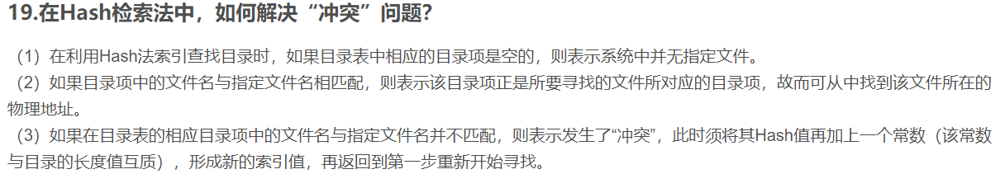 19.在Hash检索法中，如何解决“冲突”问题？
（1）在利用Hash法索引查找目录时，如果目录表中相应的目录项是空的，则表示系统中并无指定文件。
（2）如果目录项中的文件名与指定文件名相匹配，则表示该目录项正是所要寻找的文件所对应的目录项，故而可从中找到该文件所在的
物理地址。
（3）如果在目录表的相应目录项中的文件名与指定文件名并不匹配，则表示发生了“冲突”，此时须将其Hash值再加上一个常数（该常数
与目录的长度值互质），形成新的索引值，再返回到第一步重新开始寻找。